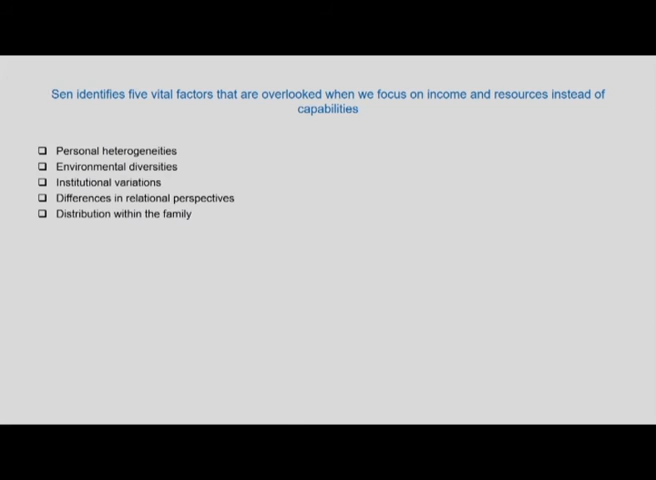 Sen identifies five vital factors that are overlooked when we focus on income and resources instead of
capabilities
Personal heterogeneities
Environmental diversities
Institutional variations
Differences in relational perspectives
Distribution within the family